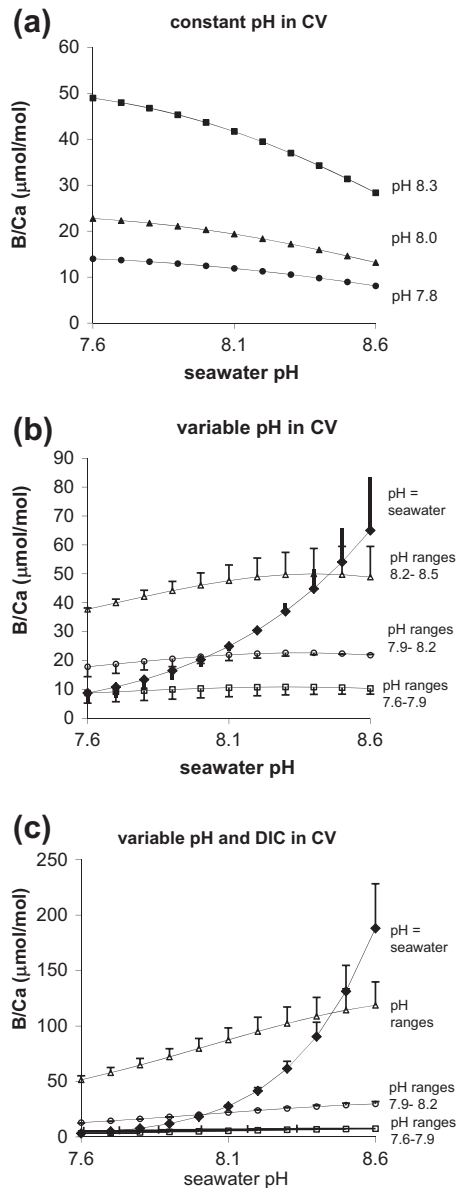 (a)
constant pH in CV
B/Ca (μmol/mol)
60
50
40
30
20
10
0
pH 8.3
pH 8.0
pH 7.8
7.6
8.1
8.6
seawater pH
(b)
variable pH in CV
B/Ca (μmol/mol)
90
80
70
60
50
40
30
20
10
0
pH =
seawater
pH ranges
8.2- 8.5
pH ranges
7.9- 8.2
pH ranges
7.6-7.9
7.6
8.1
8.6
seawater pH
(c)
variable pH and DIC in CV
B/Ca (μmol/mol)
250
200
150
100
50
0
pH =
seawater
pH
ranges
pH ranges
7.9- 8.2
pH ranges
7.6-7.9
7.6
8.1
8.6
seawater pH